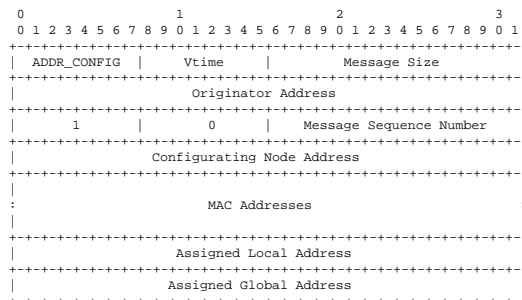 0 1 2 3
0 1 2 3 4 5 6 7 8 9 0 1 2 3 4 5 6 7 8 9 0 1 2 3 4 5 6 7 8 9 0 1
+-+-+-+-+-+-+-+-+-+-+-+-+-+-+-+-+-+-+-+-+-+-+-+-+-+-+-+-+-+-+-+-
| ADDR_CONFIG | Vtime | Message Size
+-+-+-+-+-+-+-+-+-+-+-+-+-+-+-+-+-+-+-+-+-+-+-+-+-+-+-+-+-+-+-+-
| Originator Address
+-+-+-+-+-+-+-+-+-+-+-+-+-+-+-+-+-+-+-+-+-+-+-+-+-+-+-+-+-+-+-+-
| 1 | 0 | Message Sequence Number
+-+-+-+-+-+-+-+-+-+-+-+-+-+-+-+-+-+-+-+-+-+-+-+-+-+-+-+-+-+-+-+-
| Configurating Node Address
+-+-+-+-+-+-+-+-+-+-+-+-+-+-+-+-+-+-+-+-+-+-+-+-+-+-+-+-+-+-+-+-
|
: MAC Addresses :
|
+-+-+-+-+-+-+-+-+-+-+-+-+-+-+-+-+-+-+-+-+-+-+-+-+-+-+-+-+-+-+-+-
| Assigned Local Address
+-+-+-+-+-+-+-+-+-+-+-+-+-+-+-+-+-+-+-+-+-+-+-+-+-+-+-+-+-+-+-+-
| Assigned Global Address
+-+-+-+-+-+-+-+-+-+-+-+-+-+-+-+-+-+-+-+-+-+-+-+-+-+-+-+-+-+-+-+-